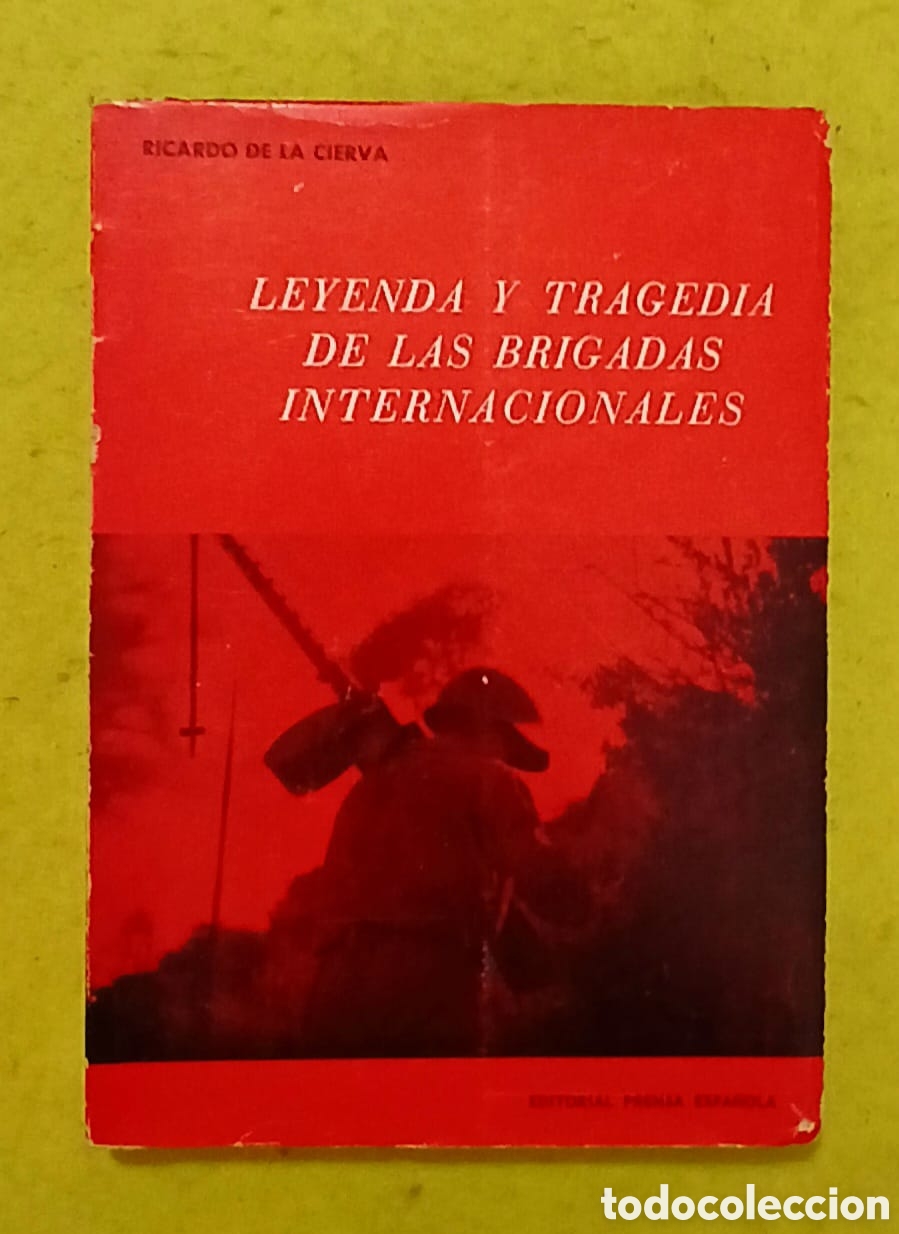 RICARDO DE LA CIERVA
LEYENDA Y TRAGEDIA
DE LAS BRIGADAS
INTERNACIONALES
EDITORIAL PRENSA ESPAÑOLA
todocoleccion